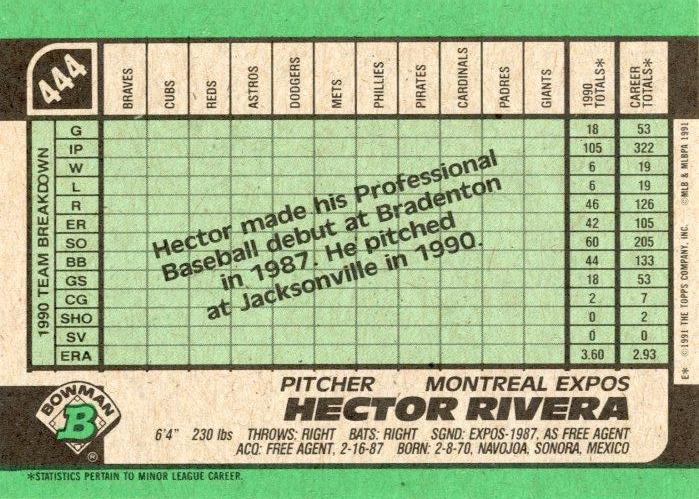 444
BRAVES CUBS REDS ASTROS DODGERS METS PHILLIES PIRATES CARDINALS PADRES GIANTS 1990 TOTALS* CAREER TOTALS*
1990 TEAM BREAKDOWN
G 18 53
IP 105 322
W 6 19
L 6 19
R 46 126
ER 42 105
SO 60 205
BB 44 133
GS 18 53
CG 2 7
SHO 0 2
SV 0 0
ERA 3.60 2.93
Hector made his Professional
Baseball debut at Bradenton
in 1987. He pitched
at Jacksonville in 1990.
E* ©1991 THE TOPPS COMPANY, INC. ©MLB & MLBPA 1991
BOWMAN
B
®
PITCHER MONTREAL EXPOS
HECTOR RIVERA
6'4" 230 lbs THROWS: RIGHT BATS: RIGHT SGND: EXPOS-1987, AS FREE AGENT
ACQ: FREE AGENT, 2-16-87 BORN: 2-8-70, NAVOJOA, SONORA, MEXICO
*STATISTICS PERTAIN TO MINOR LEAGUE CAREER.